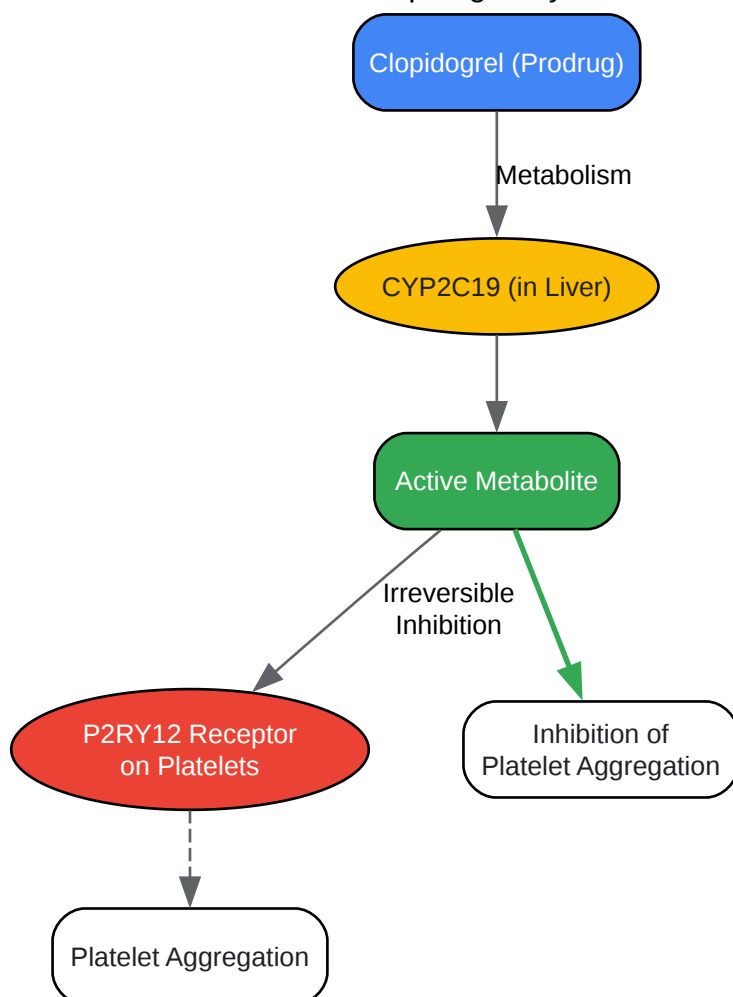 Clopidogrel (Prodrug)
Metabolism
CYP2C19 (in Liver)
Active Metabolite
Irreversible
Inhibition
P2RY12 Receptor
on Platelets
Inhibition of
Platelet Aggregation
Platelet Aggregation